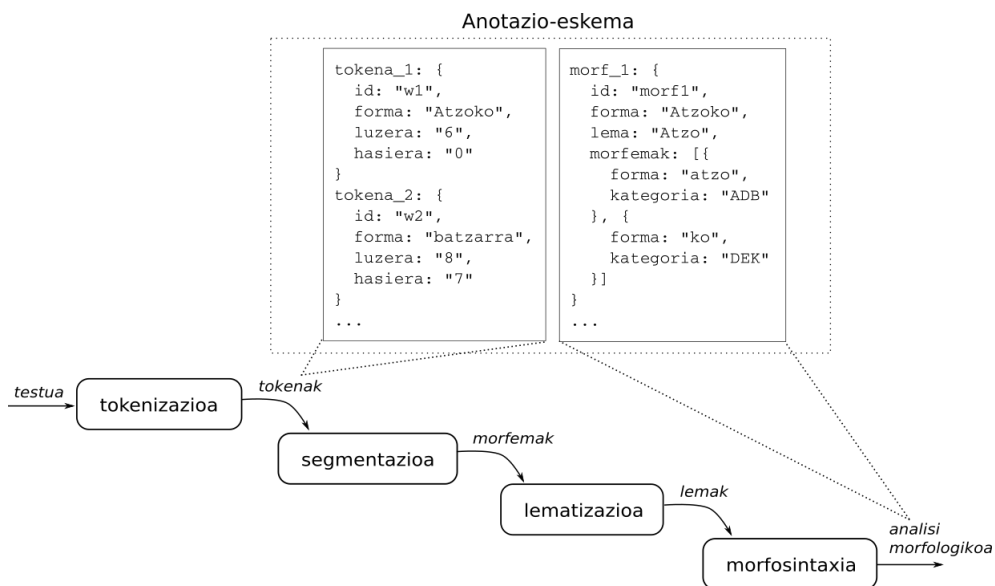 Anotazio-eskema
tokena_1: {
  id: "w1",
  forma: "Atzoko",
  luzera: "6",
  hasiera: "0"
}
tokena_2: {
  id: "w2",
  forma: "batzarra",
  luzera: "8",
  hasiera: "7"
}
...
morf_1: {
  id: "morf1",
  forma: "Atzoko",
  lema: "Atzo",
  morfemak: [{
    forma: "atzo",
    kategoria: "ADB"
  }, {
    forma: "ko",
    kategoria: "DEK"
  }]
}
...
testua
tokenizazioa
tokenak
segmentazioa
morfemak
lematizazioa
lemak
morfosintaxia
analisi
morfologikoa